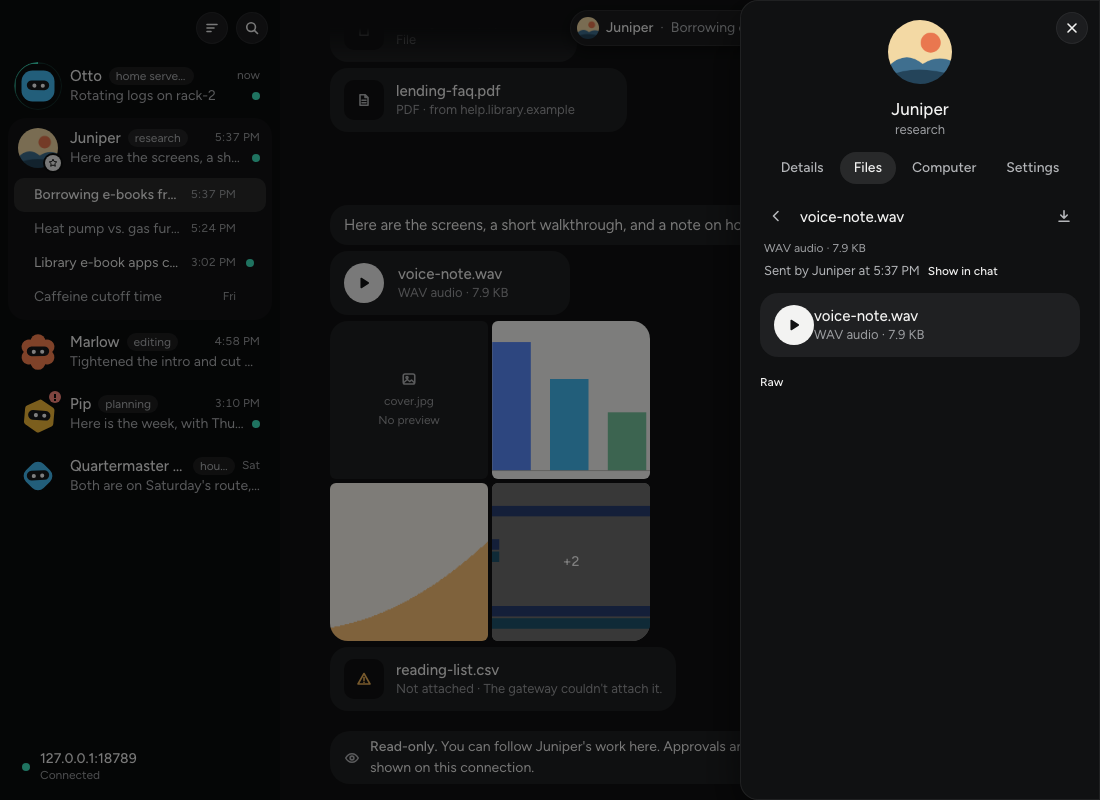 Otto home serve... now
Rotating logs on rack-2
Juniper research 5:37 PM
Here are the screens, a sh...
Borrowing e-books fr... 5:37 PM
Heat pump vs. gas fur... 5:24 PM
Library e-book apps c... 3:02 PM
Caffeine cutoff time Fri
Marlow editing 4:58 PM
Tightened the intro and cut ...
Pip planning 3:10 PM
Here is the week, with Thu...
Quartermaster ... hou... Sat
Both are on Saturday's route,...
127.0.0.1:18789
Connected
Juniper · Borrowing
File
lending-faq.pdf
PDF · from help.library.example
Here are the screens, a short walkthrough, and a note on
voice-note.wav
WAV audio · 7.9 KB
cover.jpg
No preview
+2
reading-list.csv
Not attached · The gateway couldn't attach it.
Read-only. You can follow Juniper's work here. Approvals
shown on this connection.
Juniper
research
Details Files Computer Settings
voice-note.wav
WAV audio · 7.9 KB
Sent by Juniper at 5:37 PM Show in chat
voice-note.wav
WAV audio · 7.9 KB
Raw